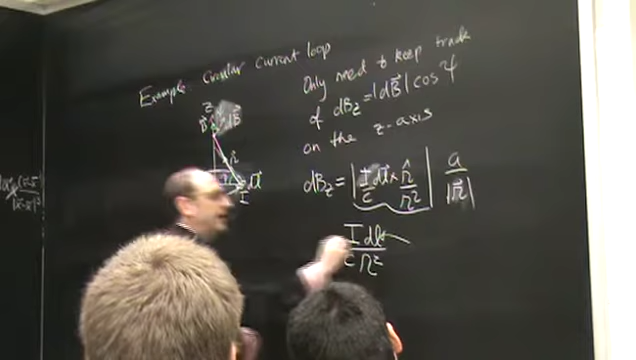 Example: Circular current loop
Only need to keep track
of dB_z = |dB⃗| cos Ψ
on the z-axis
Z
dB⃗
B⃗
I
dB_z = | I/c dl⃗ × r̂/r² | a/|r⃗|
I dl
c r²